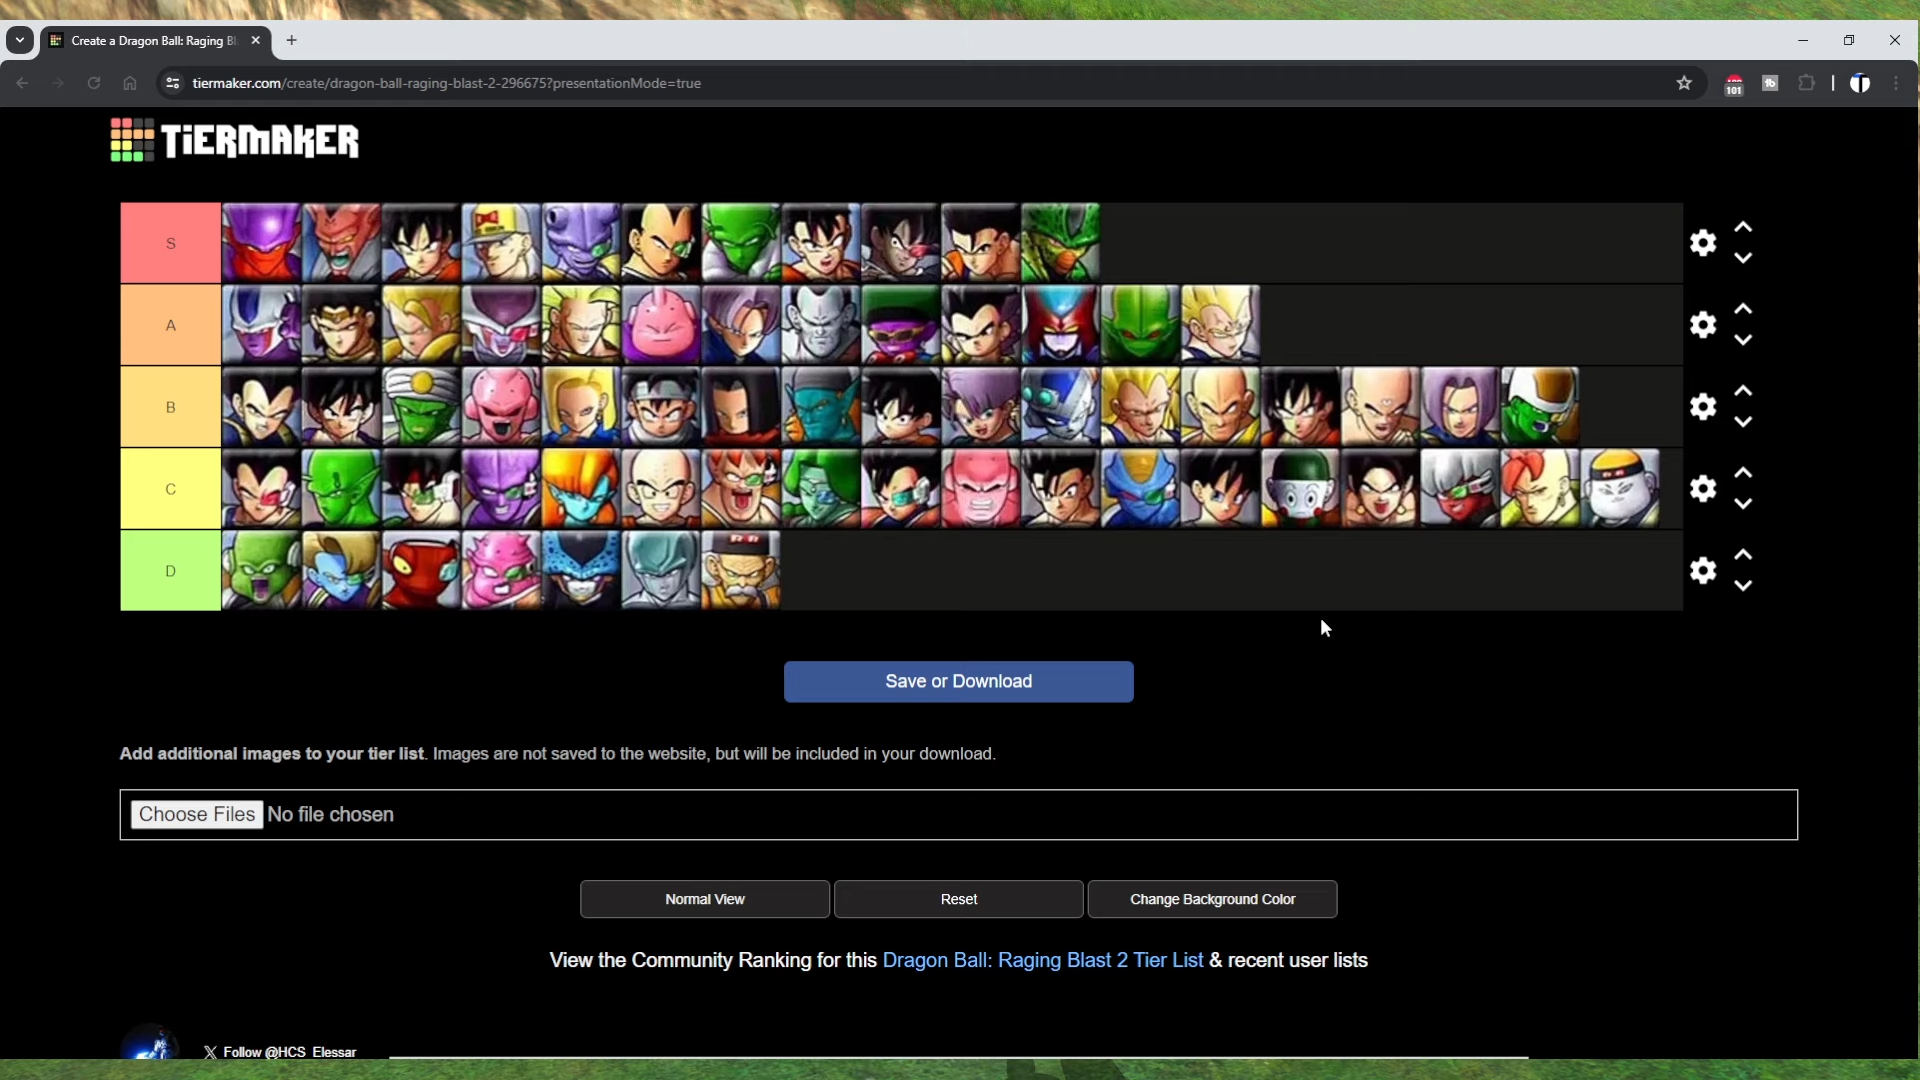 Create a Dragon Ball: Raging Bl
tiermaker.com/create/dragon-ball-raging-blast-2-296675?presentationMode=true
101
TiERMAKER
S
A
B
C
D
Save or Download
Add additional images to your tier list. Images are not saved to the website, but will be included in your download.
Choose Files No file chosen
Normal View
Reset
Change Background Color
View the Community Ranking for this Dragon Ball: Raging Blast 2 Tier List & recent user lists
Follow @HCS_Elessar